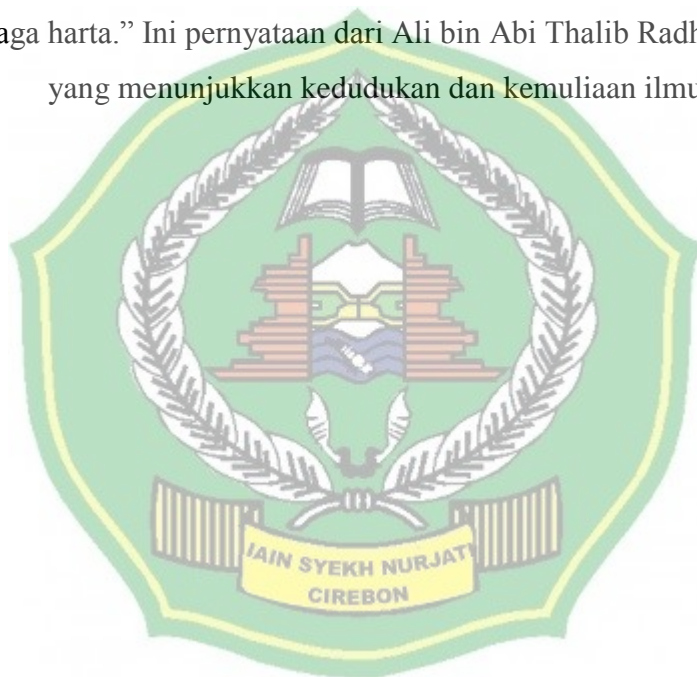 aga harta.” Ini pernyataan dari Ali bin Abi Thalib Radh
yang menunjukkan kedudukan dan kemuliaan ilmu
IAIN SYEKH NURJATI
CIREBON